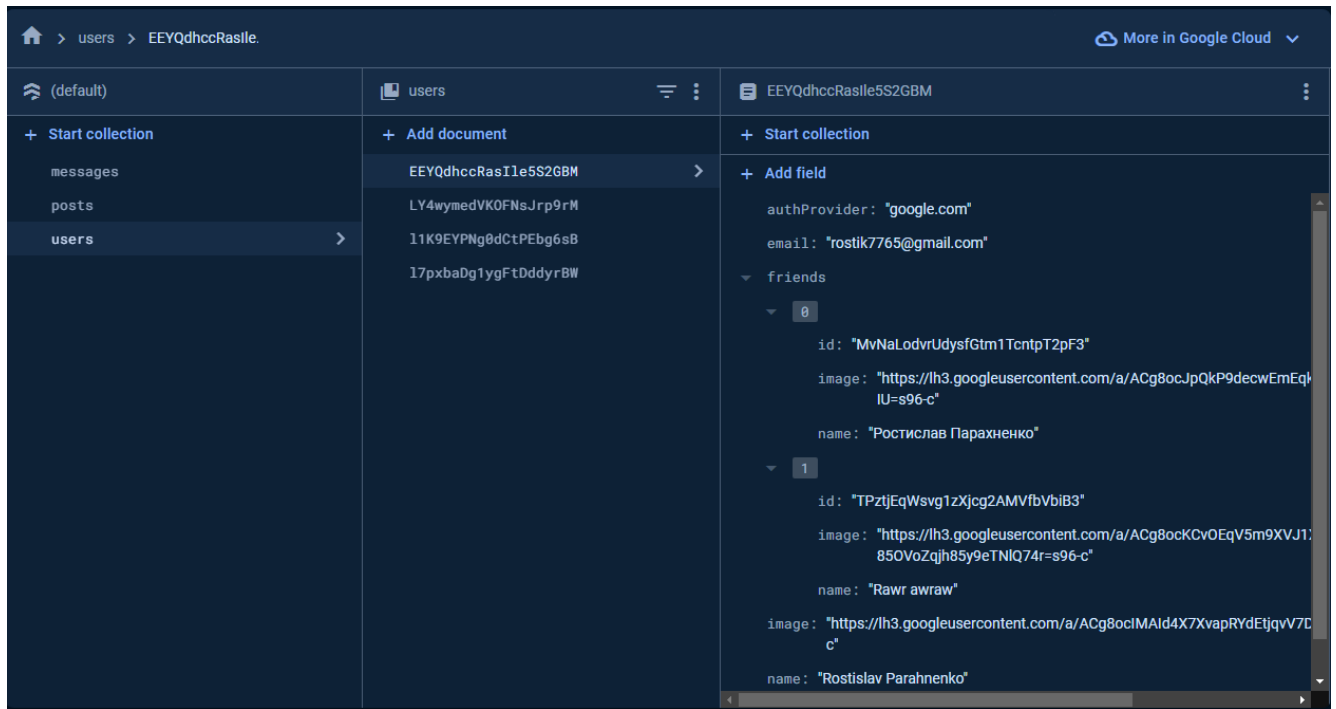 users > EEYQdhccRasIle.
More in Google Cloud
(default)
users
EEYQdhccRasIle5S2GBM
+ Start collection
+ Add document
+ Start collection
messages
posts
users
EEYQdhccRasIle5S2GBM
LY4wymedVKOFNsJrp9rM
l1K9EYPNg0dCtPEbg6sB
l7pxbaDg1ygFtDddyrBW
+ Add field
authProvider: "google.com"
email: "rostik7765@gmail.com"
friends
0
id: "MvNaLodvrUdysfGtm1TcntpT2pF3"
image: "https://lh3.googleusercontent.com/a/ACg8ocJpQkP9decwEmEqk
IU=s96-c"
name: "Ростислав Парахненко"
1
id: "TPztjEqWsvg1zXjcg2AMVfbVbiB3"
image: "https://lh3.googleusercontent.com/a/ACg8ocKCvOEqV5m9XVJ1
85OVoZqjh85y9eTNlQ74r=s96-c"
name: "Rawr awraw"
image: "https://lh3.googleusercontent.com/a/ACg8ocIMAId4X7XvapRYdEtjqvV7D
c"
name: "Rostislav Parahnenko"